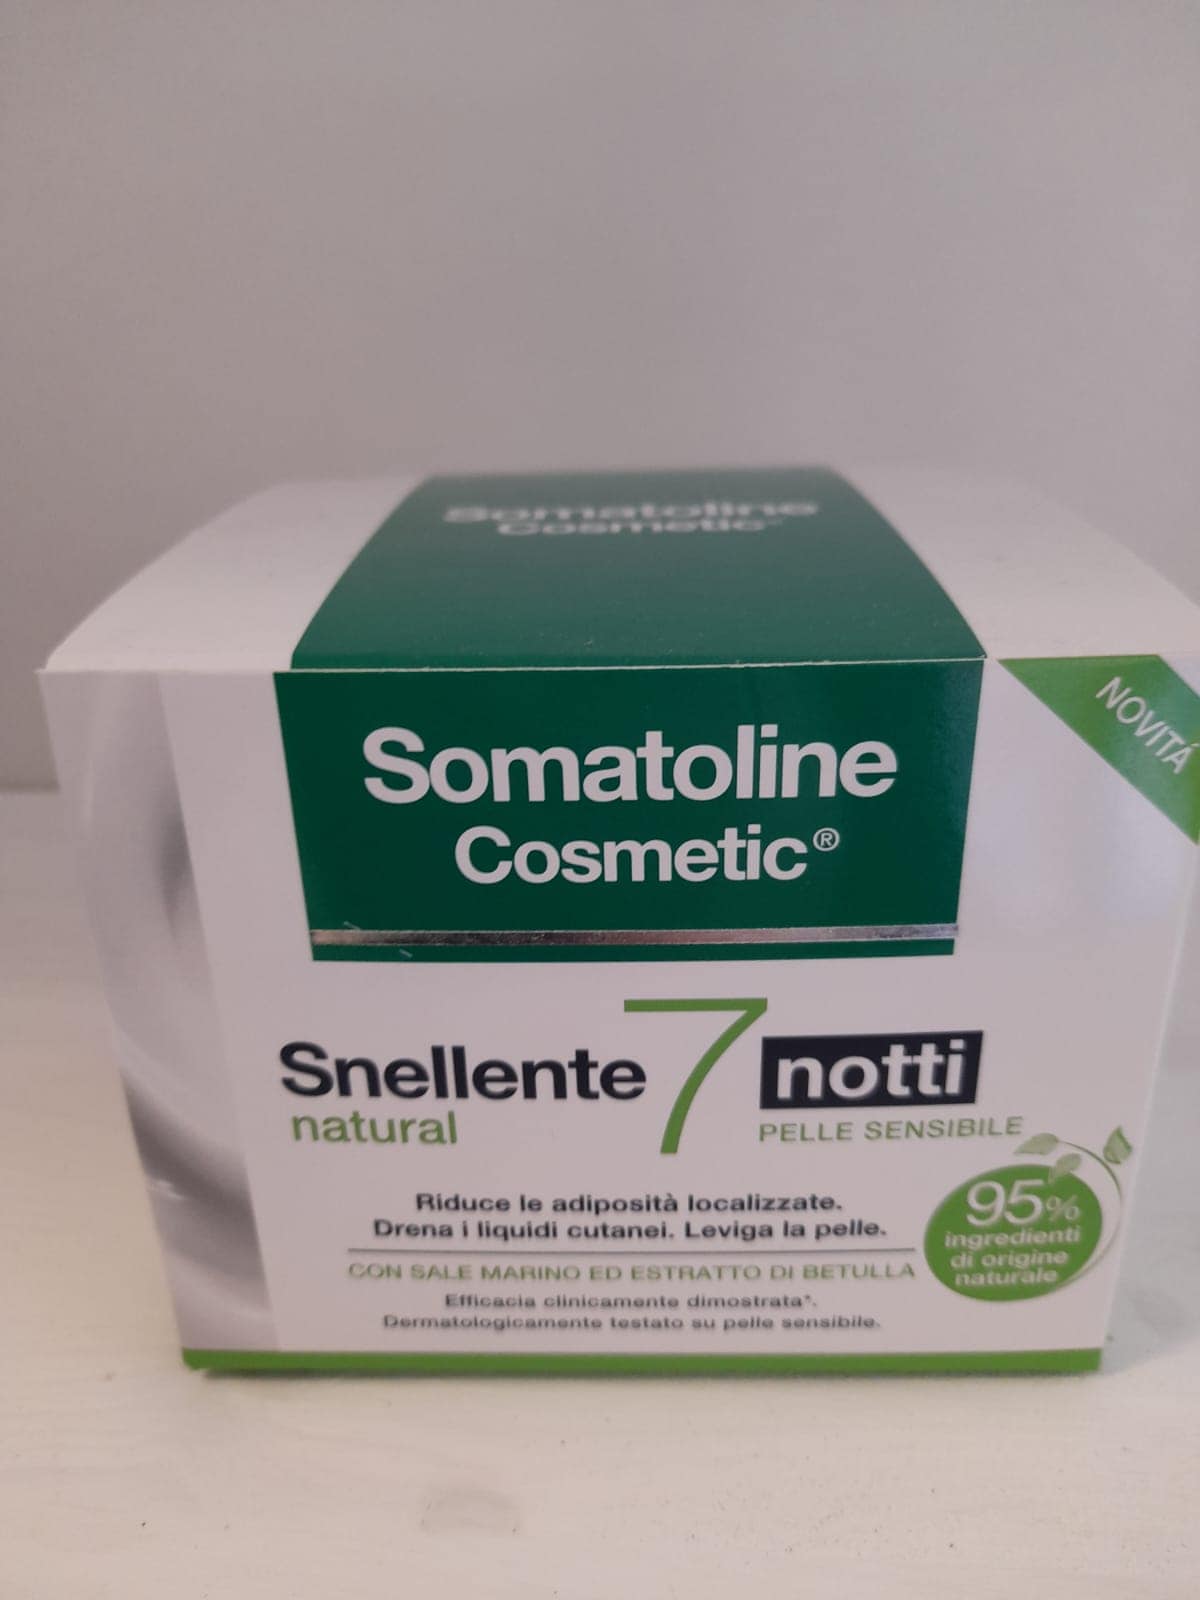 Somatoline
Cosmetic
NOVITÁ
Somatoline
Cosmetic®
Snellente 7 notti
natural
PELLE SENSIBILE
Riduce le adiposità localizzate.
Drena i liquidi cutanei. Leviga la pelle.
CON SALE MARINO ED ESTRATTO DI BETULLA
Efficacia clinicamente dimostrata*.
Dermatologicamente testato su pelle sensibile.
95%
ingredienti
di origine
naturale